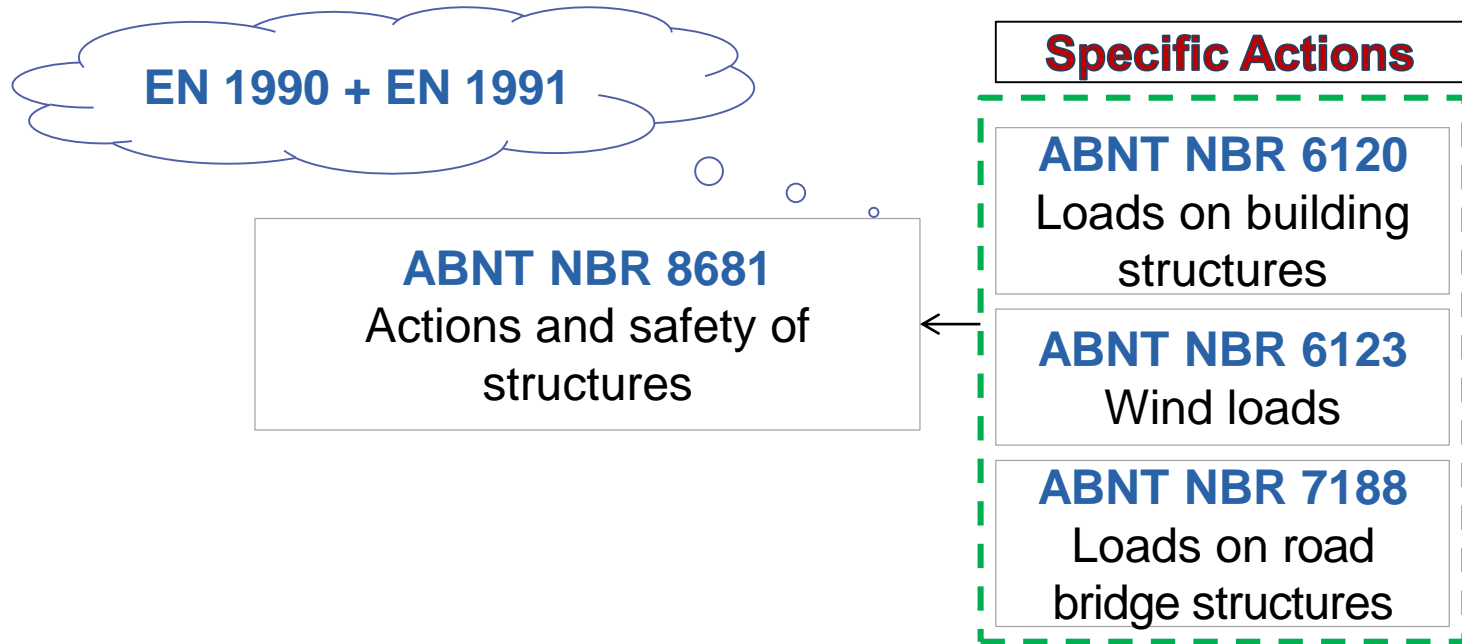 EN 1990 + EN 1991
ABNT NBR 8681
Actions and safety of
structures
Specific Actions
ABNT NBR 6120
Loads on building
structures
ABNT NBR 6123
Wind loads
ABNT NBR 7188
Loads on road
bridge structures